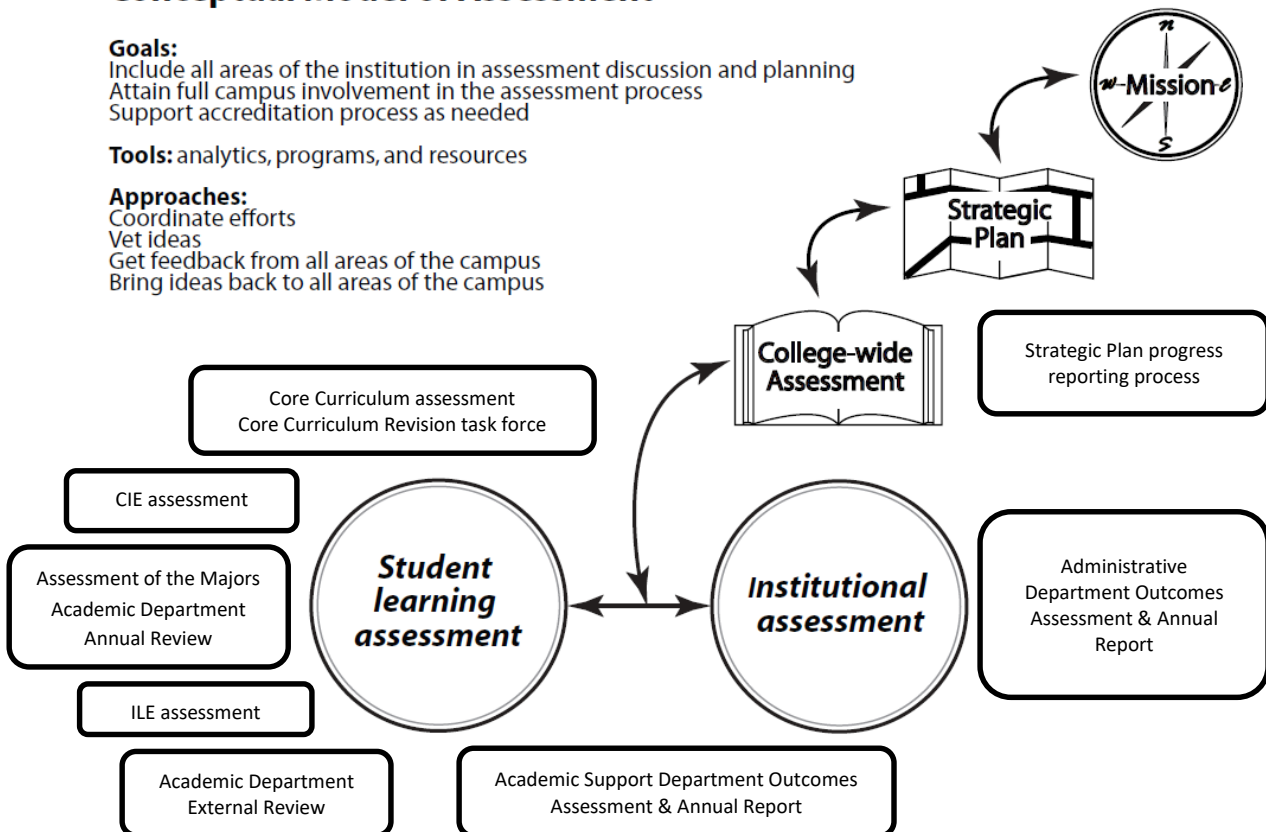 Conceptual Model of Assessment
Goals:
Include all areas of the institution in assessment discussion and planning
Attain full campus involvement in the assessment process
Support accreditation process as needed
Tools: analytics, programs, and resources
Approaches:
Coordinate efforts
Vet ideas
Get feedback from all areas of the campus
Bring ideas back to all areas of the campus
n
w-Mission-e
S
Strategic
Plan
College-wide
Assessment
Strategic Plan progress
reporting process
Core Curriculum assessment
Core Curriculum Revision task force
CIE assessment
Assessment of the Majors
Academic Department
Annual Review
ILE assessment
Academic Department
External Review
Student
learning
assessment
Institutional
assessment
Administrative
Department Outcomes
Assessment & Annual
Report
Academic Support Department Outcomes
Assessment & Annual Report